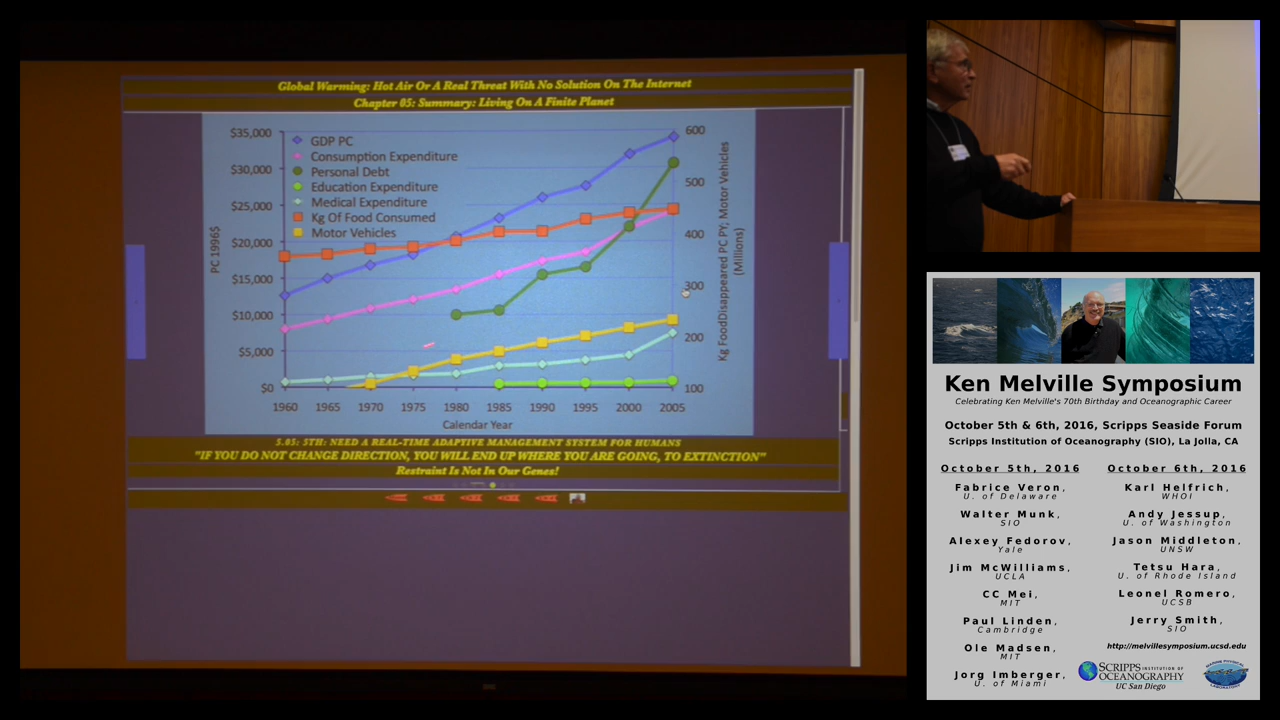 Global Warming: Hot Air Or A Real Threat With No Solution On The Internet
Chapter 05: Summary: Living On A Finite Planet
$35,000
$30,000
$25,000
$20,000
$15,000
$10,000
$5,000
$0
PC 1996$
GDP PC
Consumption Expenditure
Personal Debt
Education Expenditure
Medical Expenditure
Kg Of Food Consumed
Motor Vehicles
600
500
400
300
200
100
Kg FoodDisappeared PC PY; Motor Vehicles
(Millions)
1960 1965 1970 1975 1980 1985 1990 1995 2000 2005
Calendar Year
5.05: 5TH: NEED A REAL-TIME ADAPTIVE MANAGEMENT SYSTEM FOR HUMANS
"IF YOU DO NOT CHANGE DIRECTION, YOU WILL END UP WHERE YOU ARE GOING, TO EXTINCTION"
Restraint Is Not In Our Genes!
Ken Melville Symposium
Celebrating Ken Melville's 70th Birthday and Oceanographic Career
October 5th & 6th, 2016, Scripps Seaside Forum
Scripps Institution of Oceanography (SIO), La Jolla, CA
October 5th, 2016
Fabrice Veron,
U. of Delaware
Walter Munk,
SIO
Alexey Fedorov,
Yale
Jim McWilliams,
UCLA
CC Mei,
MIT
Paul Linden,
Cambridge
Ole Madsen,
MIT
Jorg Imberger,
U. of Miami
October 6th, 2016
Karl Helfrich,
WHOI
Andy Jessup,
U. of Washington
Jason Middleton,
UNSW
Tetsu Hara,
U. of Rhode Island
Leonel Romero,
UCSB
Jerry Smith,
SIO
http://melvillesymposium.ucsd.edu
SCRIPPS INSTITUTION OF
OCEANOGRAPHY
UC San Diego
MARINE PHYSICAL
LABORATORY